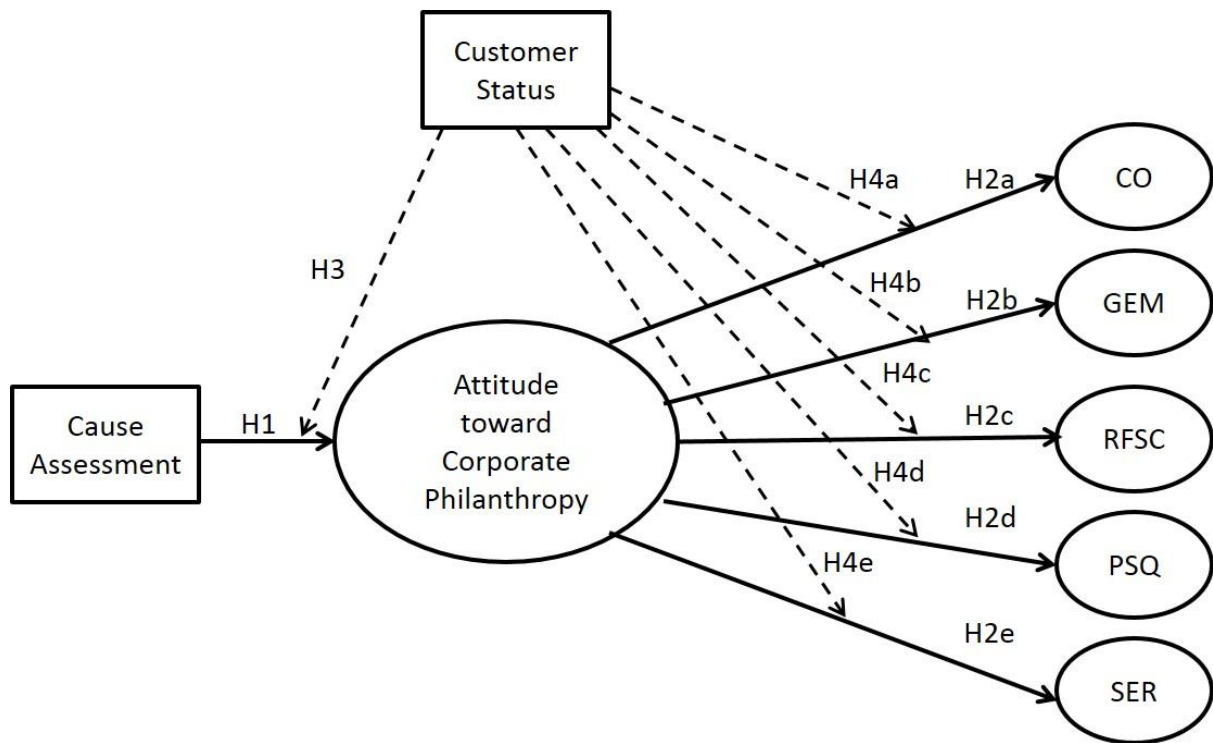 Customer
Status
H4a
H2a
CO
H3
H4b
H2b
GEM
H4c
Cause
Assessment
H1
Attitude
toward
Corporate
Philanthropy
H2c
RFSC
H4d
H2d
PSQ
H4e
H2e
SER